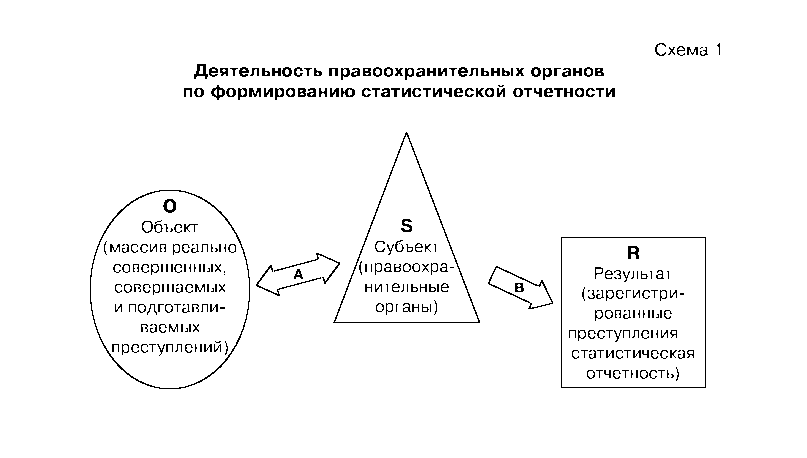 Схема 1
Деятельность правоохранительных органов
по формированию статистической отчетности
O
Объект
(массив реально
совершенных,
совершаемых
и подготавли-
ваемых
преступлений)
A
S
Субъект
(правоохра-
нительные
органы)
B
R
Результат
(зарегистри-
рованные
преступления
статистическая
отчетность)